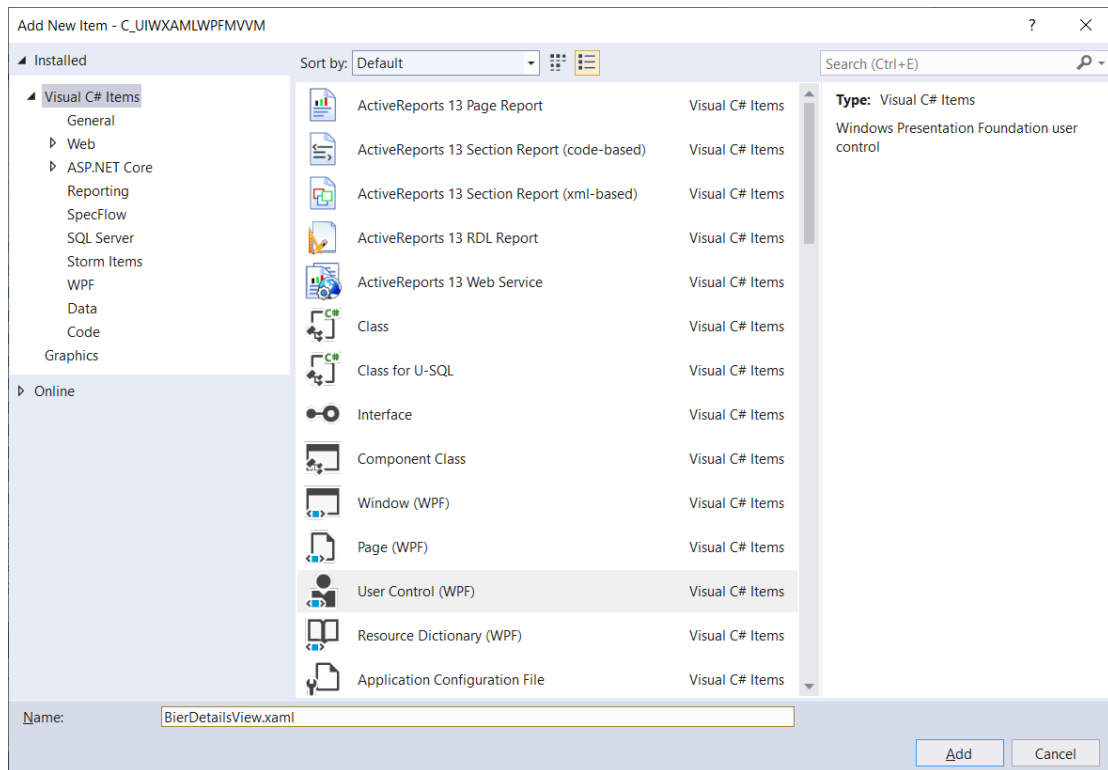 Add New Item - C_UIWXAMLWPFMVVM
?
Installed
Sort by: Default
Search (Ctrl+E)
Visual C# Items
General
Web
ASP.NET Core
Reporting
SpecFlow
SQL Server
Storm Items
WPF
Data
Code
Graphics
Online
ActiveReports 13 Page Report Visual C# Items
ActiveReports 13 Section Report (code-based) Visual C# Items
ActiveReports 13 Section Report (xml-based) Visual C# Items
ActiveReports 13 RDL Report Visual C# Items
ActiveReports 13 Web Service Visual C# Items
C# Class Visual C# Items
C# Class for U-SQL Visual C# Items
Interface Visual C# Items
Component Class Visual C# Items
Window (WPF) Visual C# Items
Page (WPF) Visual C# Items
User Control (WPF) Visual C# Items
Resource Dictionary (WPF) Visual C# Items
Application Configuration File Visual C# Items
Type: Visual C# Items
Windows Presentation Foundation user
control
Name: BierDetailsView.xaml
Add Cancel